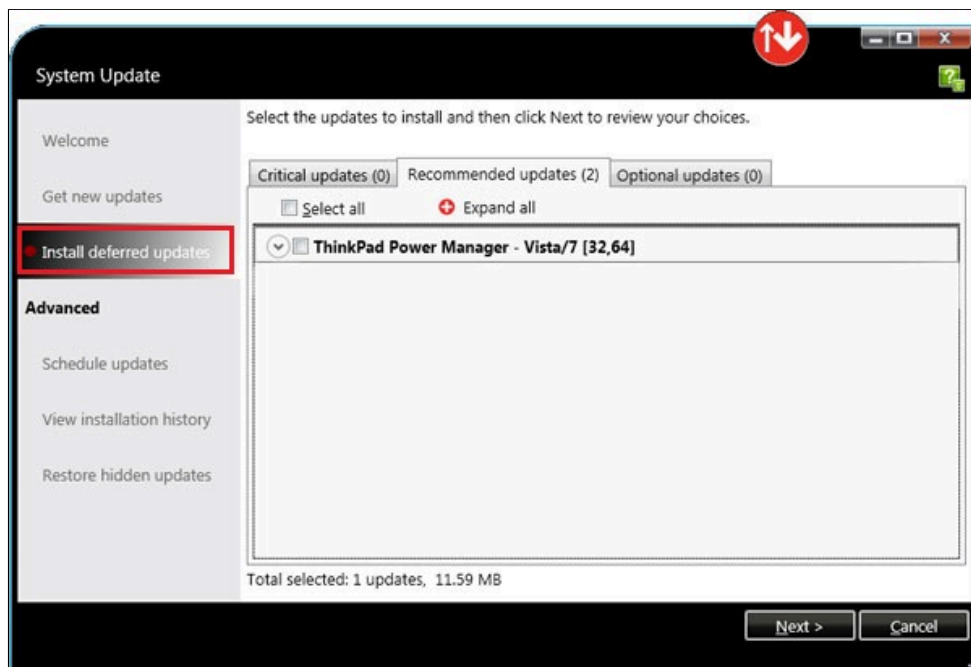 System Update
Welcome
Get new updates
Install deferred updates
Advanced
Schedule updates
View installation history
Restore hidden updates
Select the updates to install and then click Next to review your choices.
Critical updates (0)
Recommended updates (2)
Optional updates (0)
Select all
Expand all
ThinkPad Power Manager - Vista/7 [32,64]
Total selected: 1 updates, 11.59 MB
Next >
Cancel